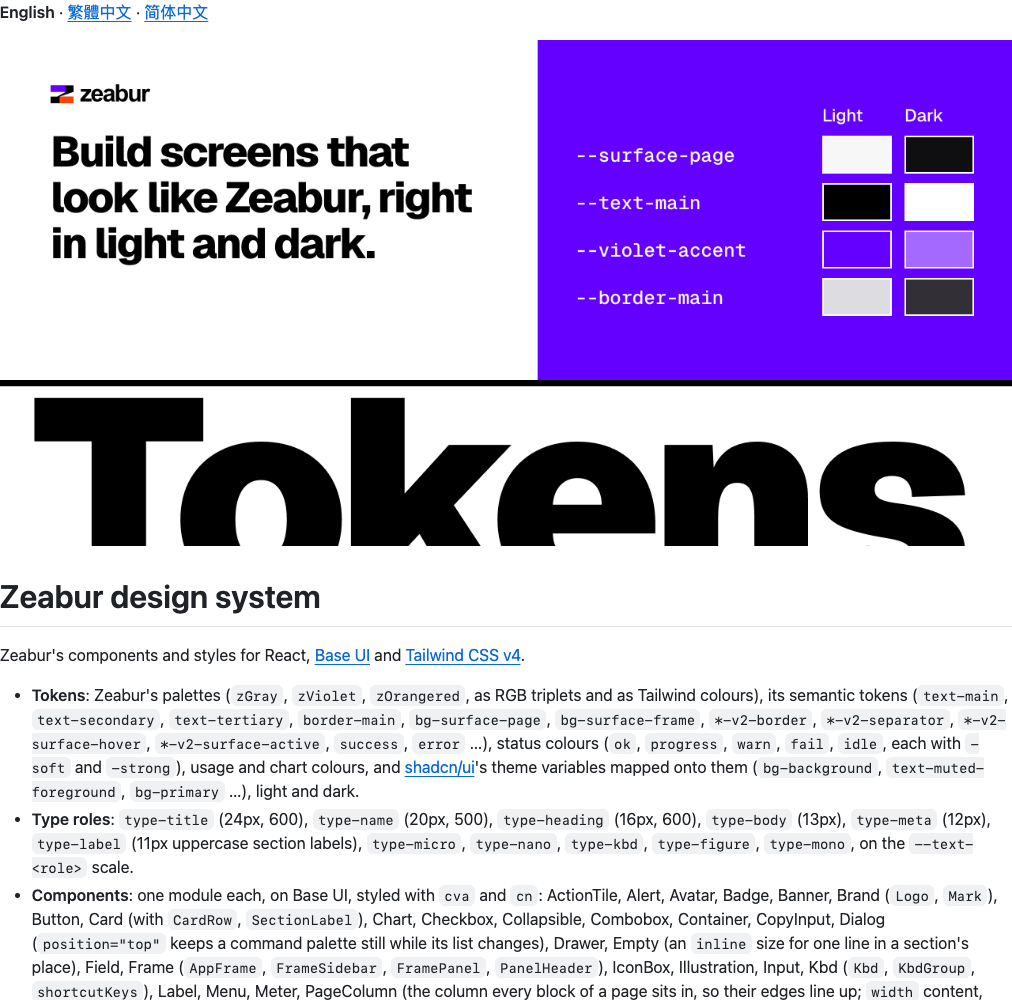 English · 繁體中文 · 简体中文
zeabur
Build screens that
look like Zeabur, right
in light and dark.
Light Dark
--surface-page
--text-main
--violet-accent
--border-main
Tokens
Zeabur design system
Zeabur's components and styles for React, Base UI and Tailwind CSS v4.
• Tokens: Zeabur's palettes ( zGray , zViolet , zOrangered , as RGB triplets and as Tailwind colours), its semantic tokens ( text-main ,
text-secondary , text-tertiary , border-main , bg-surface-page , bg-surface-frame , *-v2-border , *-v2-separator , *-v2-
surface-hover , *-v2-surface-active , success , error …), status colours ( ok , progress , warn , fail , idle , each with -
soft and -strong ), usage and chart colours, and shadcn/ui's theme variables mapped onto them ( bg-background , text-muted-
foreground , bg-primary …), light and dark.
• Type roles: type-title (24px, 600), type-name (20px, 500), type-heading (16px, 600), type-body (13px), type-meta (12px),
type-label (11px uppercase section labels), type-micro , type-nano , type-kbd , type-figure , type-mono , on the --text-
<role> scale.
• Components: one module each, on Base UI, styled with cva and cn : ActionTile, Alert, Avatar, Badge, Banner, Brand ( Logo , Mark ),
Button, Card (with CardRow , SectionLabel ), Chart, Checkbox, Collapsible, Combobox, Container, CopyInput, Dialog
( position="top" keeps a command palette still while its list changes), Drawer, Empty (an inline size for one line in a section's
place), Field, Frame ( AppFrame , FrameSidebar , FramePanel , PanelHeader ), IconBox, Illustration, Input, Kbd ( Kbd , KbdGroup ,
shortcutKeys ), Label, Menu, Meter, PageColumn (the column every block of a page sits in, so their edges line up; width content,